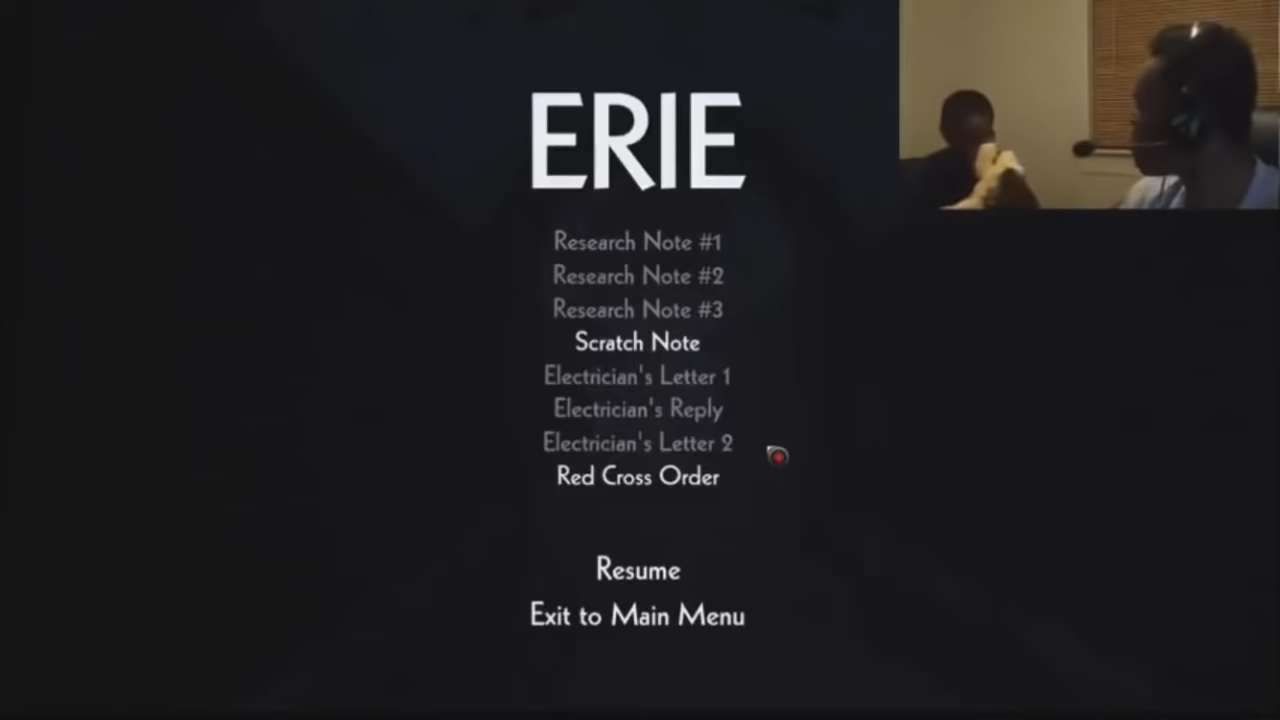 ERIE
Research Note #1
Research Note #2
Research Note #3
Scratch Note
Electrician's Letter 1
Electrician's Reply
Electrician's Letter 2
Red Cross Order
Resume
Exit to Main Menu